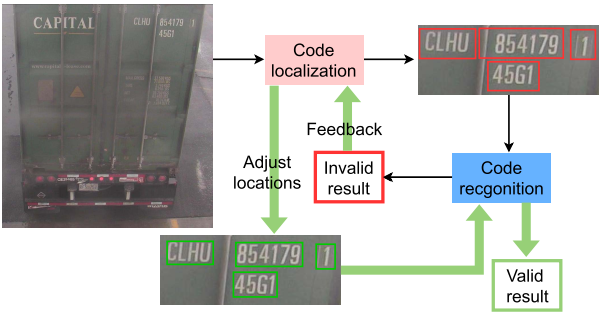 CAPITAL
CLHU 854179 1
45G1
Code
localization
CLHU 854179 1
45G1
Feedback
Adjust
locations
Invalid
result
Code
recgonition
CLHU 854179 1
45G1
Valid
result